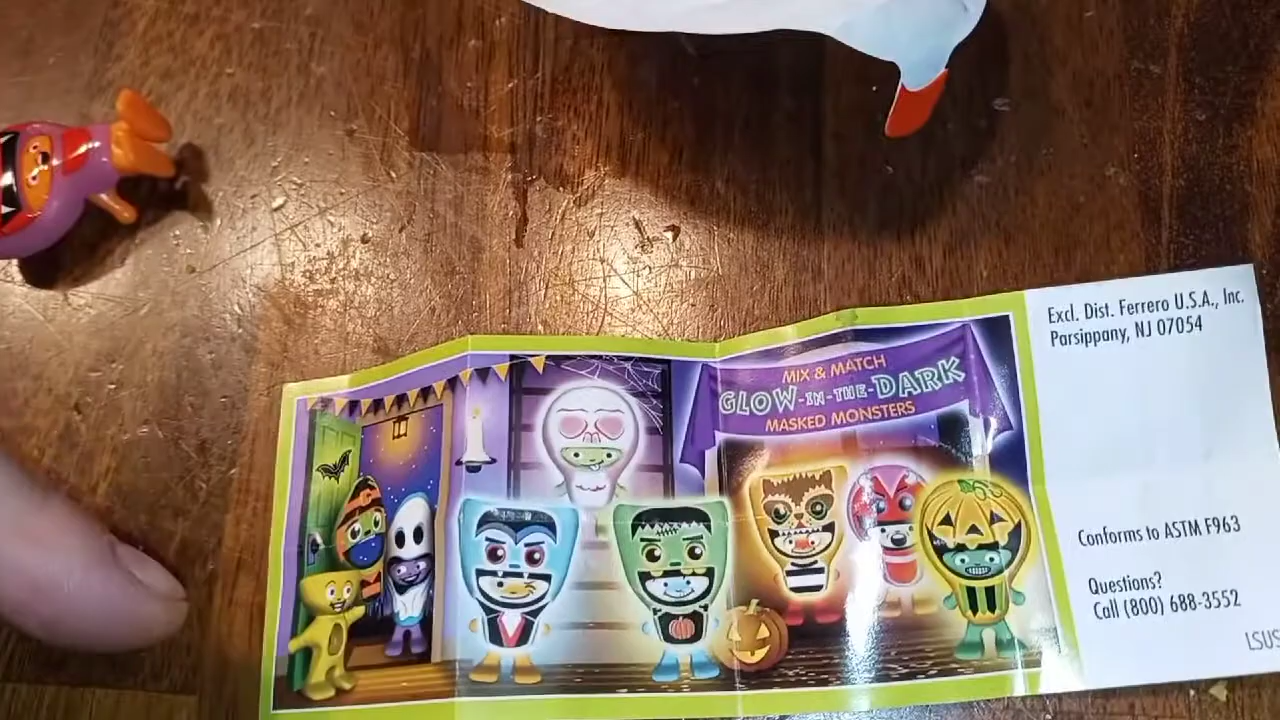 MIX & MATCH
GLOW-IN-THE-DARK
MASKED MONSTERS
Excl. Dist. Ferrero U.S.A., Inc.
Parsippany, NJ 07054
Conforms to ASTM F963
Questions?
Call (800) 688-3552